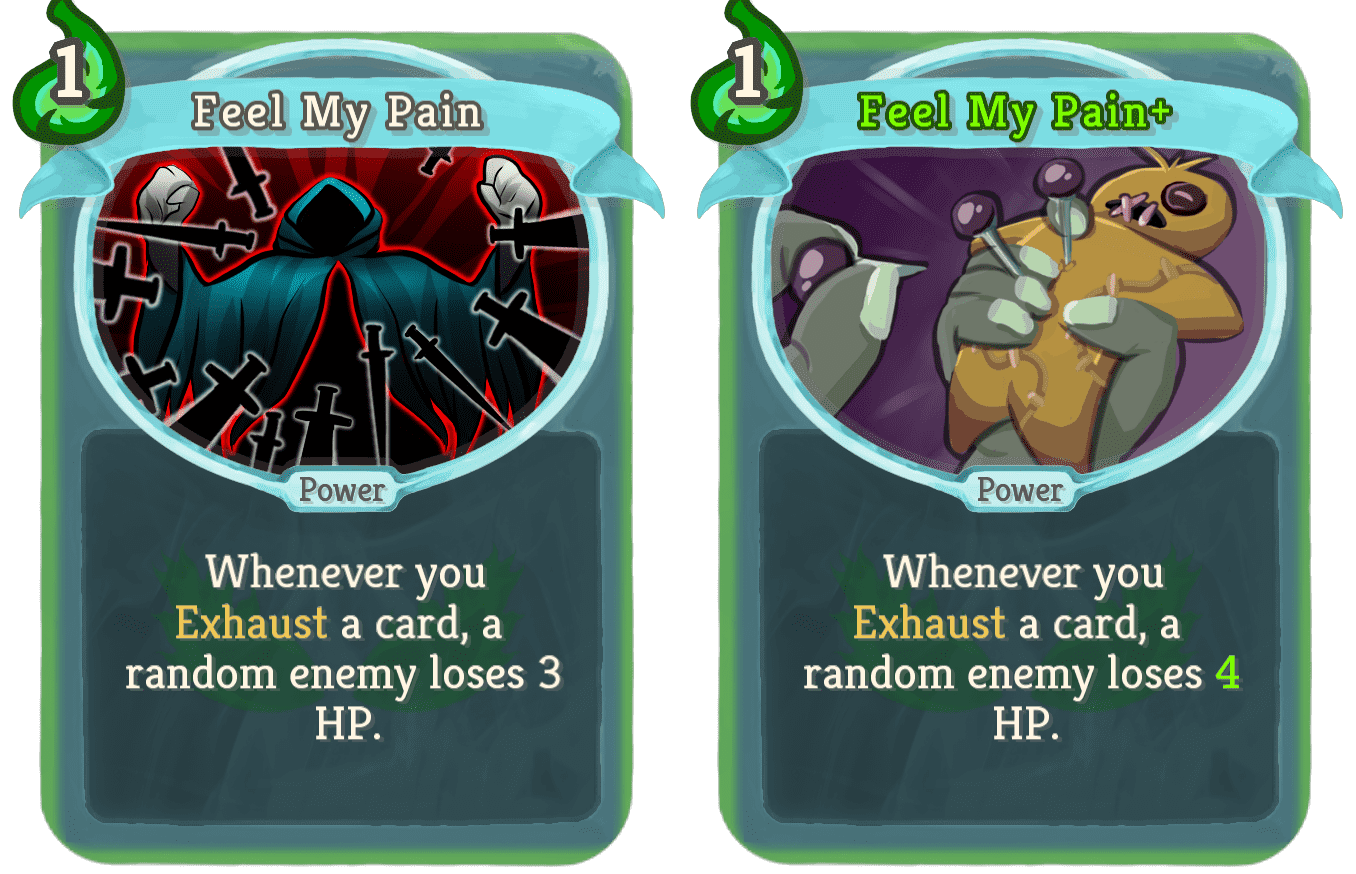 1
Feel My Pain
Power
Whenever you
Exhaust a card, a
random enemy loses 3
HP.
1
Feel My Pain+
Power
Whenever you
Exhaust a card, a
random enemy loses 4
HP.